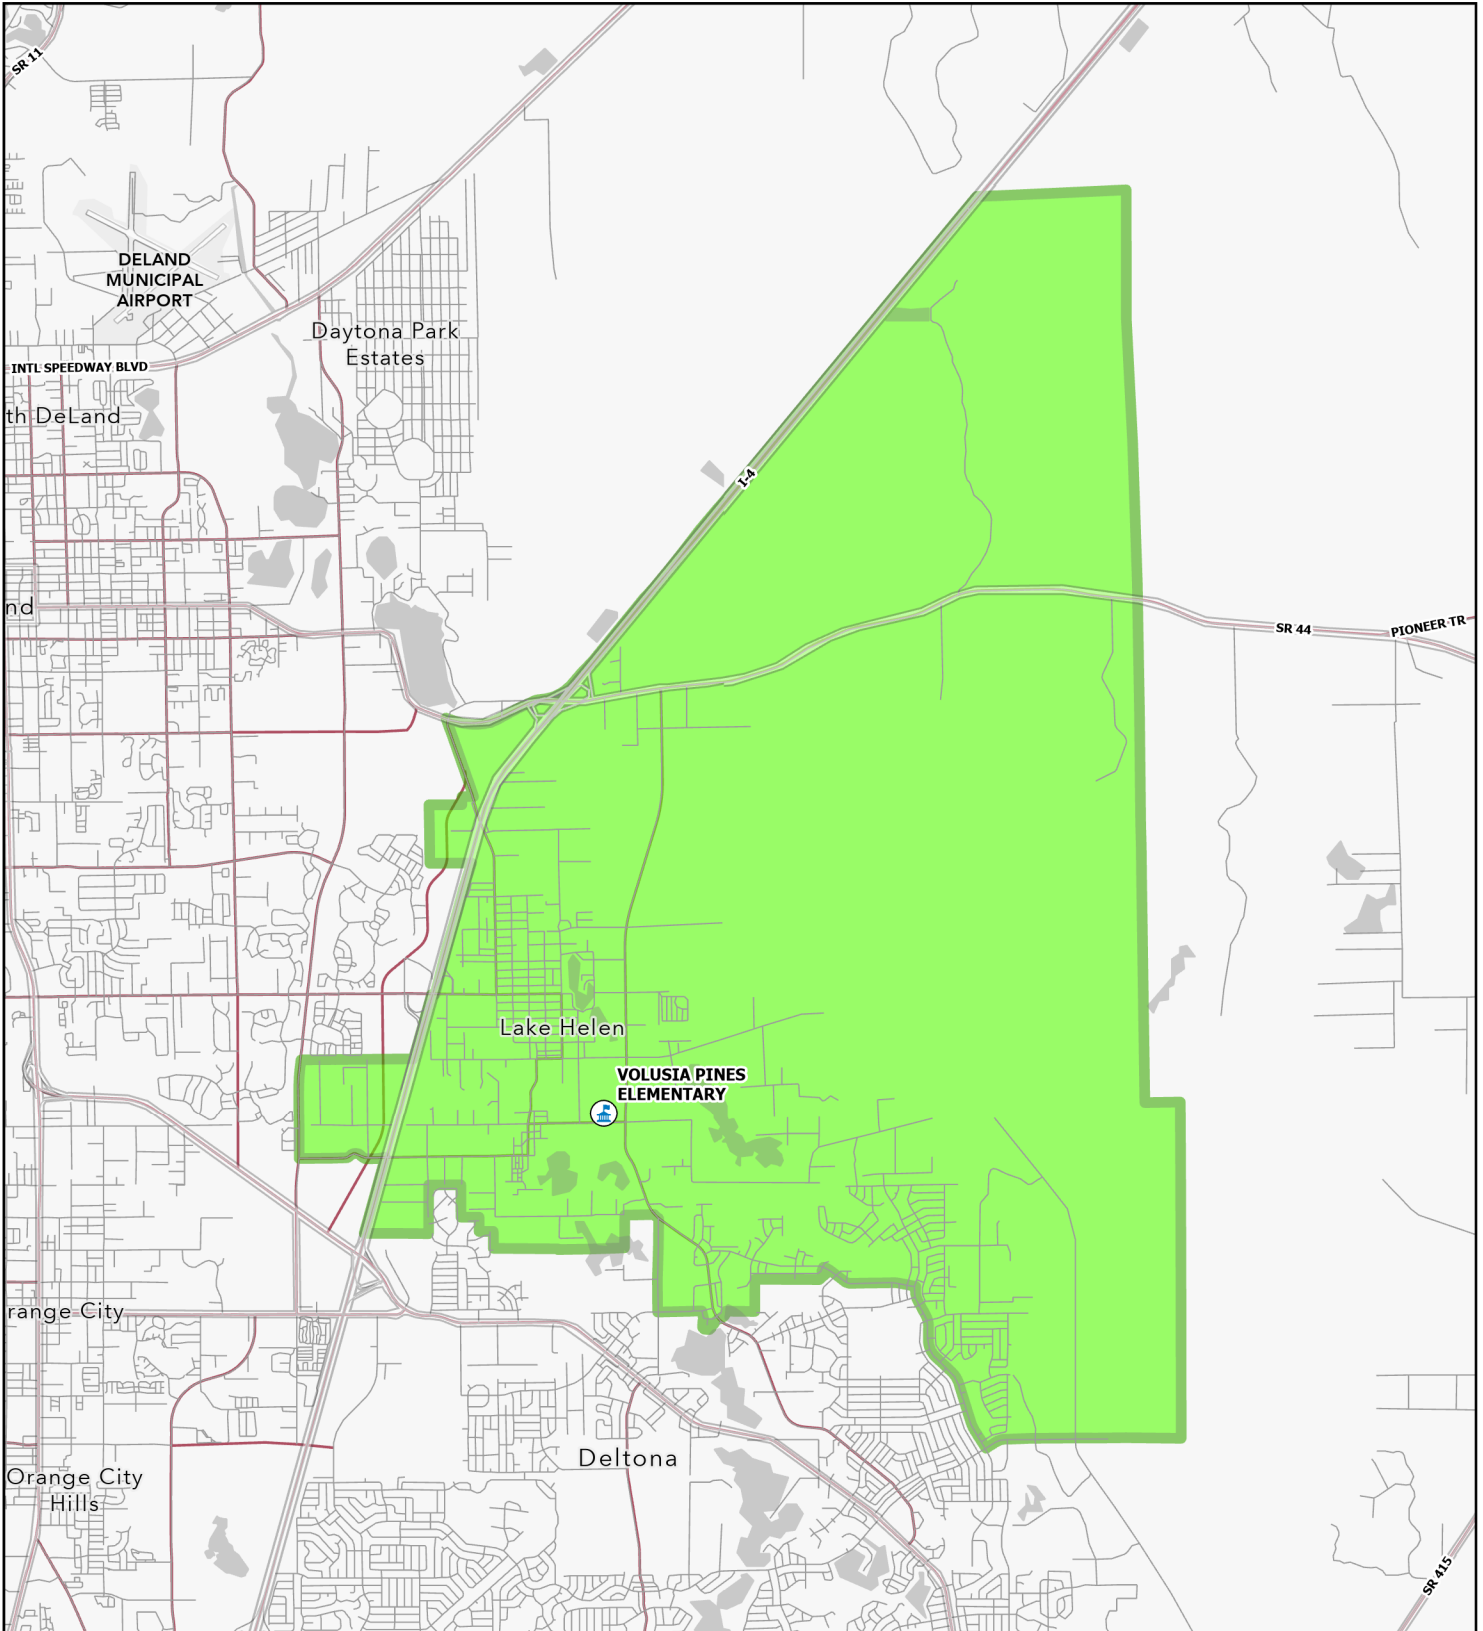 SR 11
DELAND
MUNICIPAL
AIRPORT
Daytona Park
Estates
INTL SPEEDWAY BLVD
th DeLand
I-4
nd
SR 44
PIONEER TR
Lake Helen
VOLUSIA PINES
ELEMENTARY
range City
Deltona
Orange City
Hills
SR 415